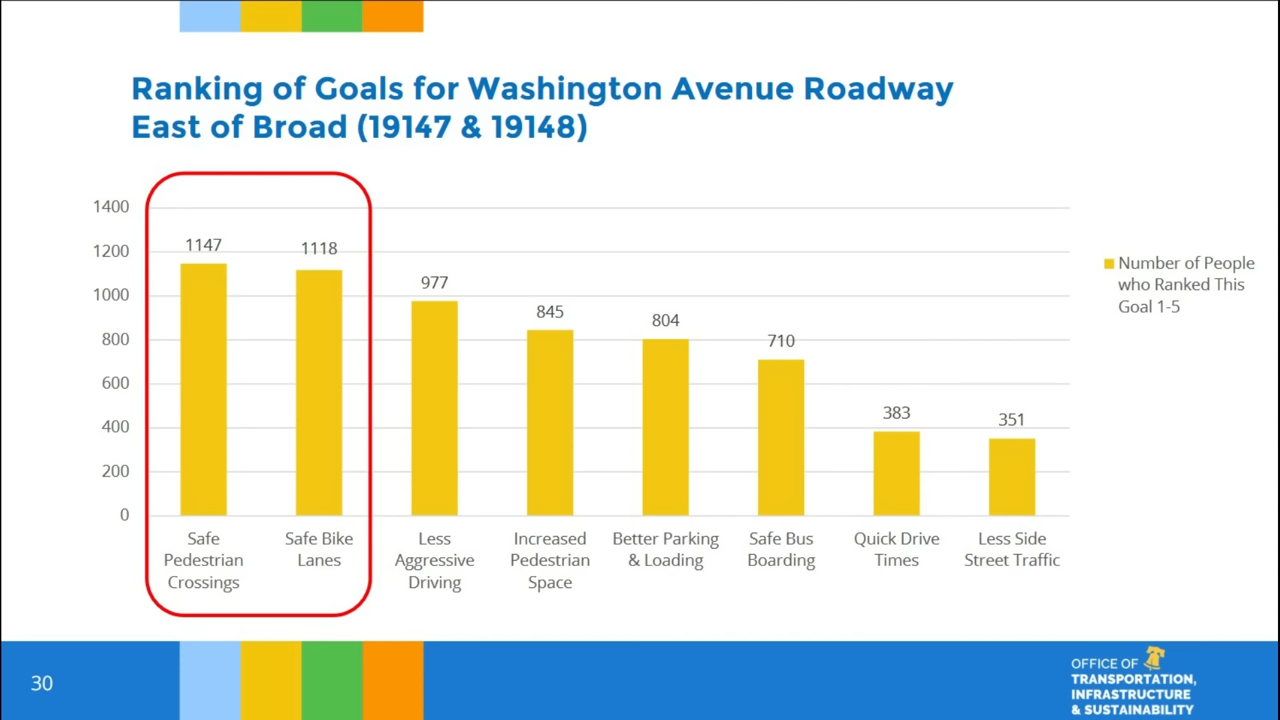 Ranking of Goals for Washington Avenue Roadway
East of Broad (19147 & 19148)
1400
1200
1000
800
600
400
200
0
1147
1118
977
845
804
710
383
351
Safe
Pedestrian
Crossings
Safe Bike
Lanes
Less
Aggressive
Driving
Increased
Pedestrian
Space
Better Parking
& Loading
Safe Bus
Boarding
Quick Drive
Times
Less Side
Street Traffic
Number of People
who Ranked This
Goal 1-5
30
OFFICE OF
TRANSPORTATION,
INFRASTRUCTURE
& SUSTAINABILITY